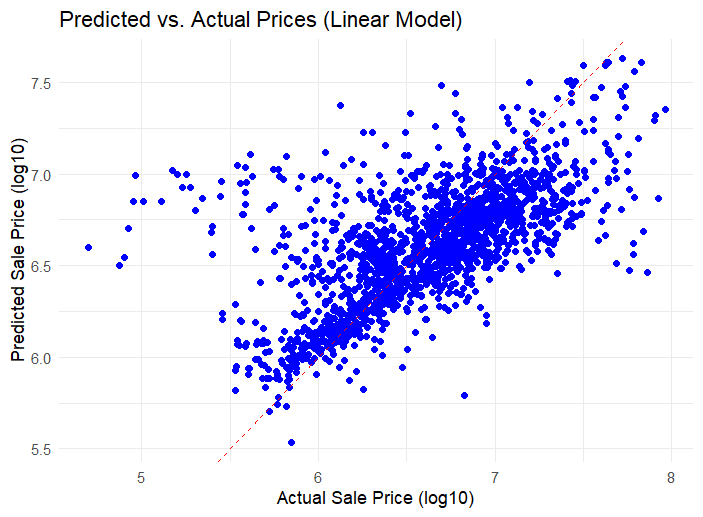 Predicted vs. Actual Prices (Linear Model)
Predicted Sale Price (log10)
7.5
7.0
6.5
6.0
5.5
5 6 7 8
Actual Sale Price (log10)